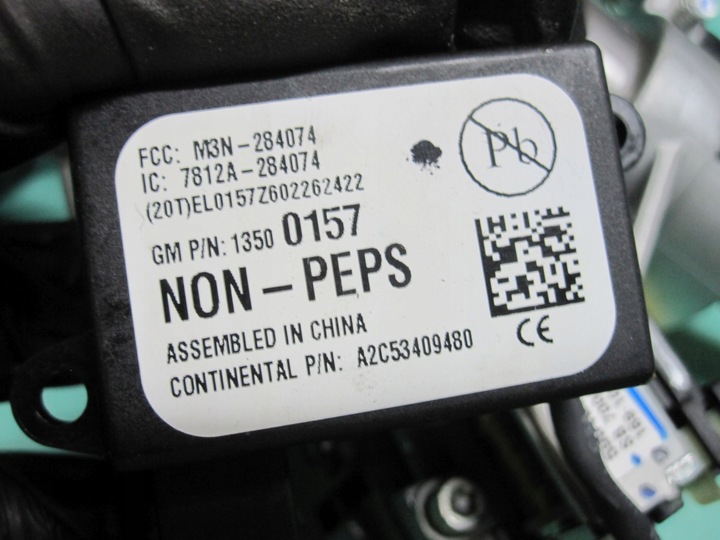 FCC: M3N-284074
IC: 7812A-284074
(20T)EL0157Z602262422
Pb
GM P/N: 1350 0157
NON-PEPS
ASSEMBLED IN CHINA
CONTINENTAL P/N: A2C53409480
CE